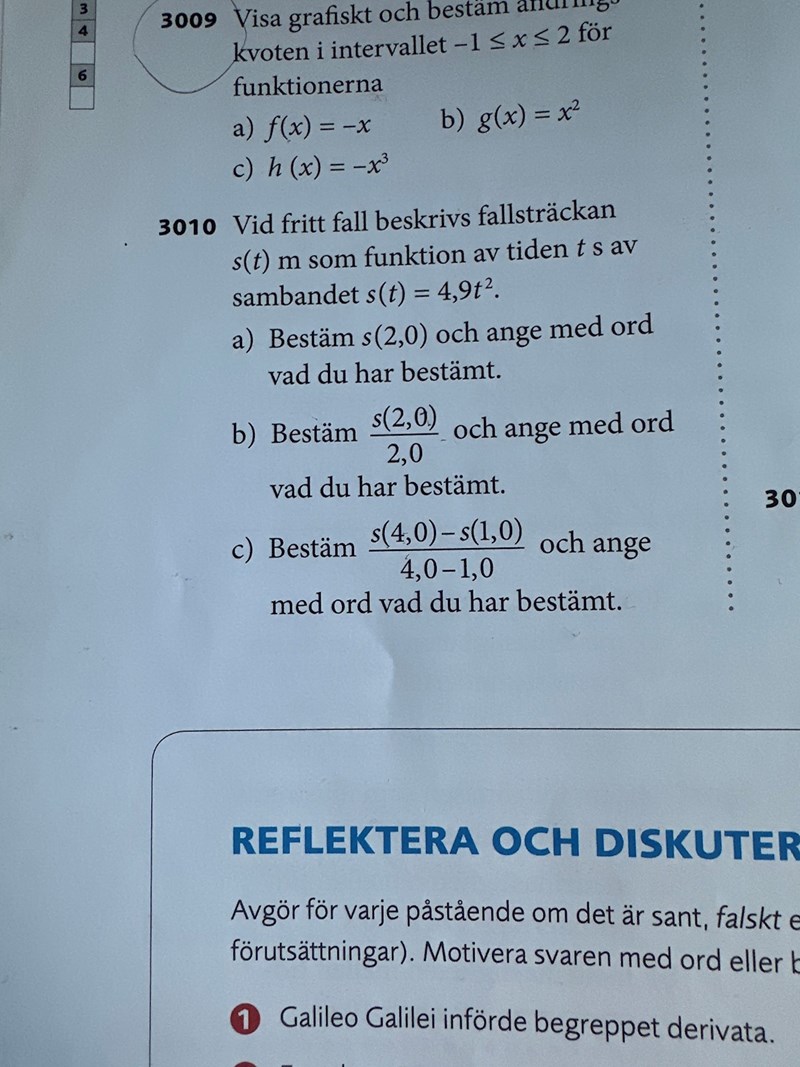 3
4
6
3009 Visa grafiskt och bestäm
kvoten i intervallet −1 ≤ x ≤ 2 för
funktionerna
a) f(x) = −x b) g(x) = x²
c) h (x) = −x³
3010 Vid fritt fall beskrivs fallsträckan
s(t) m som funktion av tiden t s av
sambandet s(t) = 4,9t².
a) Bestäm s(2,0) och ange med ord
vad du har bestämt.
b) Bestäm s(2,0)/2,0 och ange med ord
vad du har bestämt.
c) Bestäm s(4,0)−s(1,0)/4,0−1,0 och ange
med ord vad du har bestämt.
30
REFLEKTERA OCH DISKUTER
Avgör för varje påstående om det är sant, falskt e
förutsättningar). Motivera svaren med ord eller
1 Galileo Galilei införde begreppet derivata.